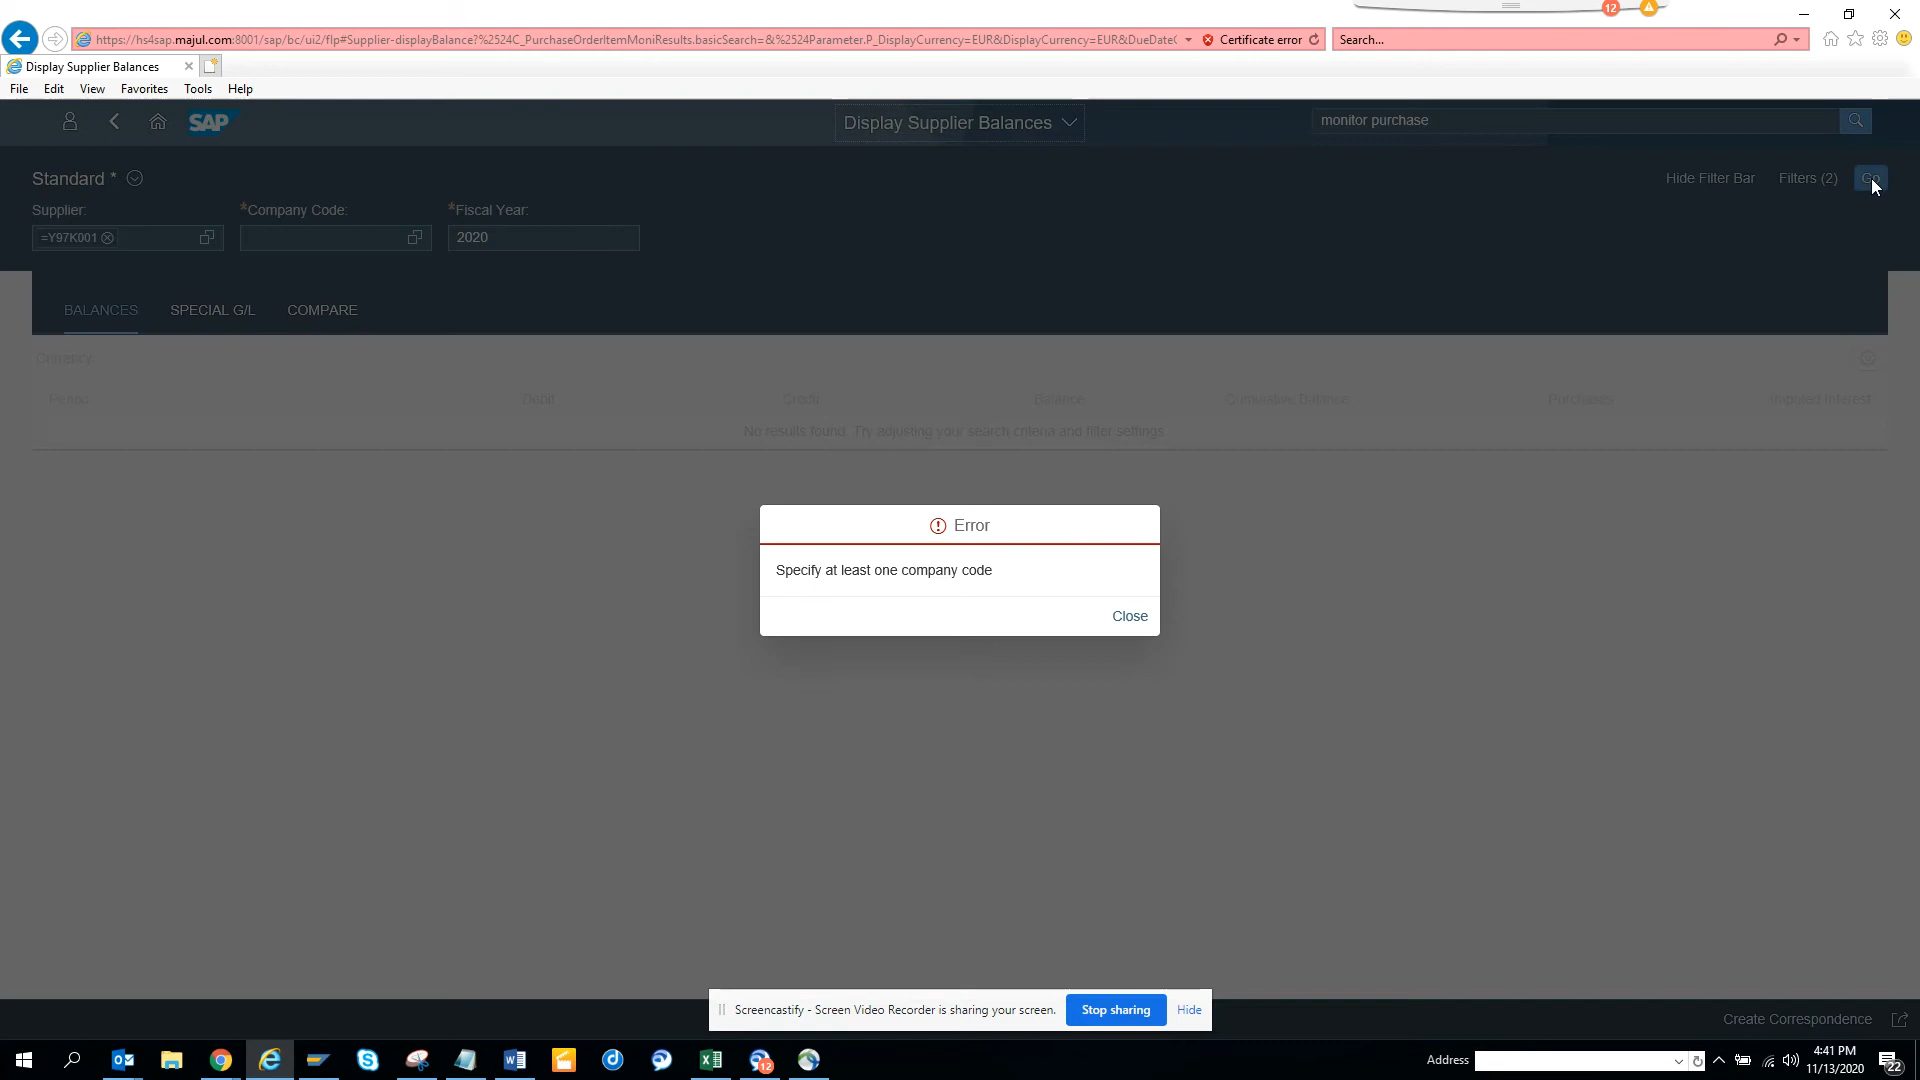 12
https://hs4sap.majul.com:8001/sap/bc/ui2/flp#Supplier-displayBalance?%2524C_PurchaseOrderItemMoniResults.basicSearch=&%2524Parameter.P_DisplayCurrency=EUR&DisplayCurrency=EUR&DueDateC Certificate error Search...
Display Supplier Balances
File Edit View Favorites Tools Help
SAP Display Supplier Balances monitor purchase
Standard * Hide Filter Bar Filters (2) Go
Supplier: *Company Code: *Fiscal Year:
=Y97K001 2020
BALANCES SPECIAL G/L COMPARE
Currency:
Period Debit Credit Balance Cumulative Balance Purchases Imputed Interest
No results found. Try adjusting your search criteria and filter settings.
Error
Specify at least one company code
Close
Screencastify - Screen Video Recorder is sharing your screen. Stop sharing Hide
Create Correspondence
12 Address 4:41 PM
11/13/2020 22